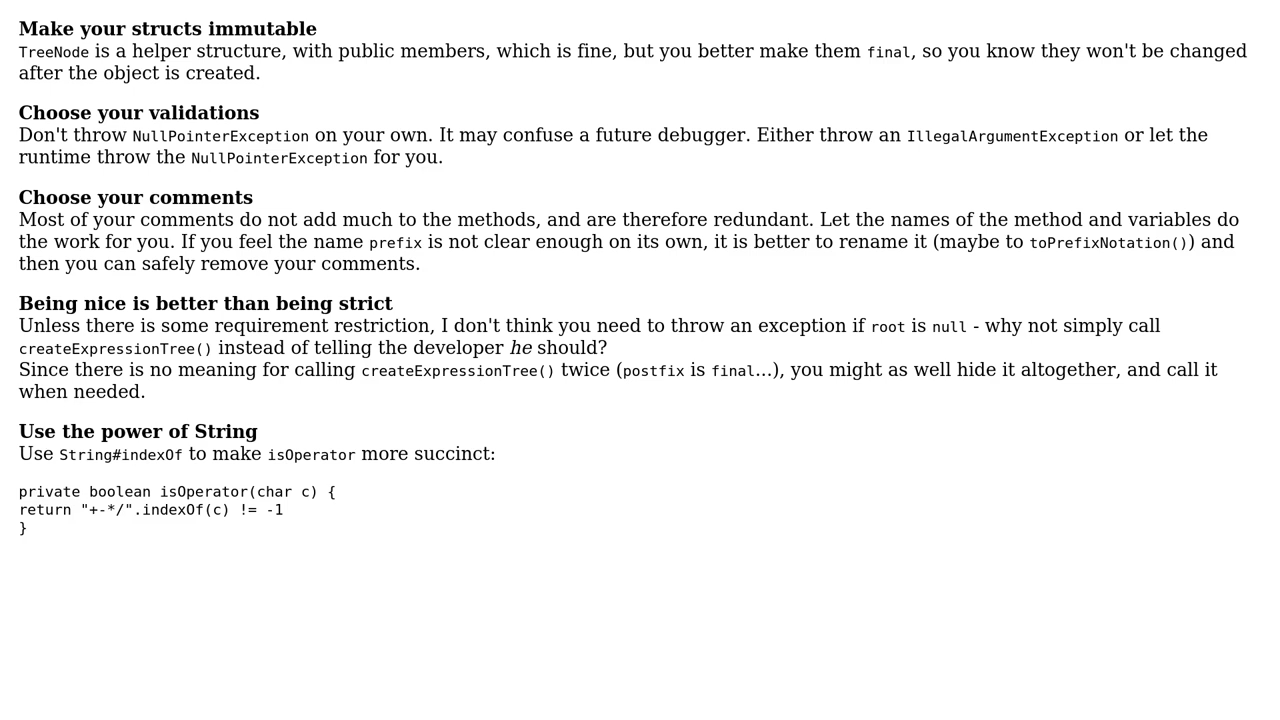 Make your structs immutable
TreeNode is a helper structure, with public members, which is fine, but you better make them final, so you know they won't be changed
after the object is created.
Choose your validations
Don't throw NullPointerException on your own. It may confuse a future debugger. Either throw an IllegalArgumentException or let the
runtime throw the NullPointerException for you.
Choose your comments
Most of your comments do not add much to the methods, and are therefore redundant. Let the names of the method and variables do
the work for you. If you feel the name prefix is not clear enough on its own, it is better to rename it (maybe to toPrefixNotation()) and
then you can safely remove your comments.
Being nice is better than being strict
Unless there is some requirement restriction, I don't think you need to throw an exception if root is null - why not simply call
createExpressionTree() instead of telling the developer he should?
Since there is no meaning for calling createExpressionTree() twice (postfix is final...), you might as well hide it altogether, and call it
when needed.
Use the power of String
Use String#indexOf to make isOperator more succinct:
private boolean isOperator(char c) {
return "+-*/".indexOf(c) != -1
}